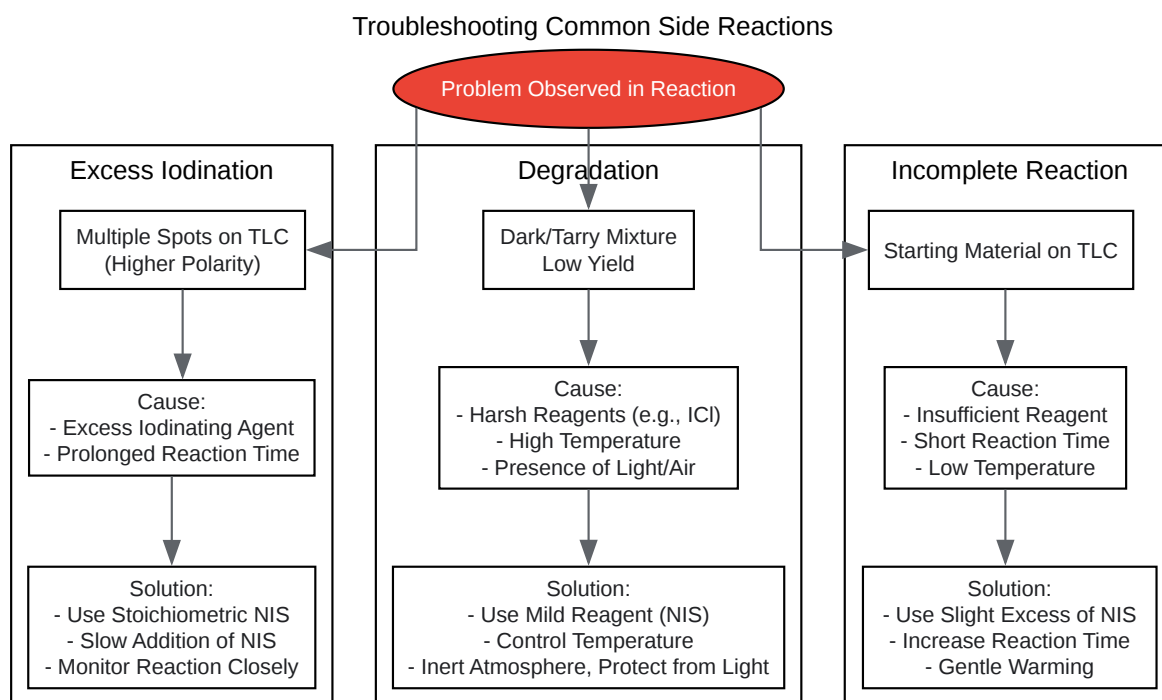 Troubleshooting Common Side Reactions
Problem Observed in Reaction
Excess Iodination
Multiple Spots on TLC
(Higher Polarity)
Cause:
- Excess Iodinating Agent
- Prolonged Reaction Time
Solution:
- Use Stoichiometric NIS
- Slow Addition of NIS
- Monitor Reaction Closely
Degradation
Dark/Tarry Mixture
Low Yield
Cause:
- Harsh Reagents (e.g., ICl)
- High Temperature
- Presence of Light/Air
Solution:
- Use Mild Reagent (NIS)
- Control Temperature
- Inert Atmosphere, Protect from Light
Incomplete Reaction
Starting Material on TLC
Cause:
- Insufficient Reagent
- Short Reaction Time
- Low Temperature
Solution:
- Use Slight Excess of NIS
- Increase Reaction Time
- Gentle Warming